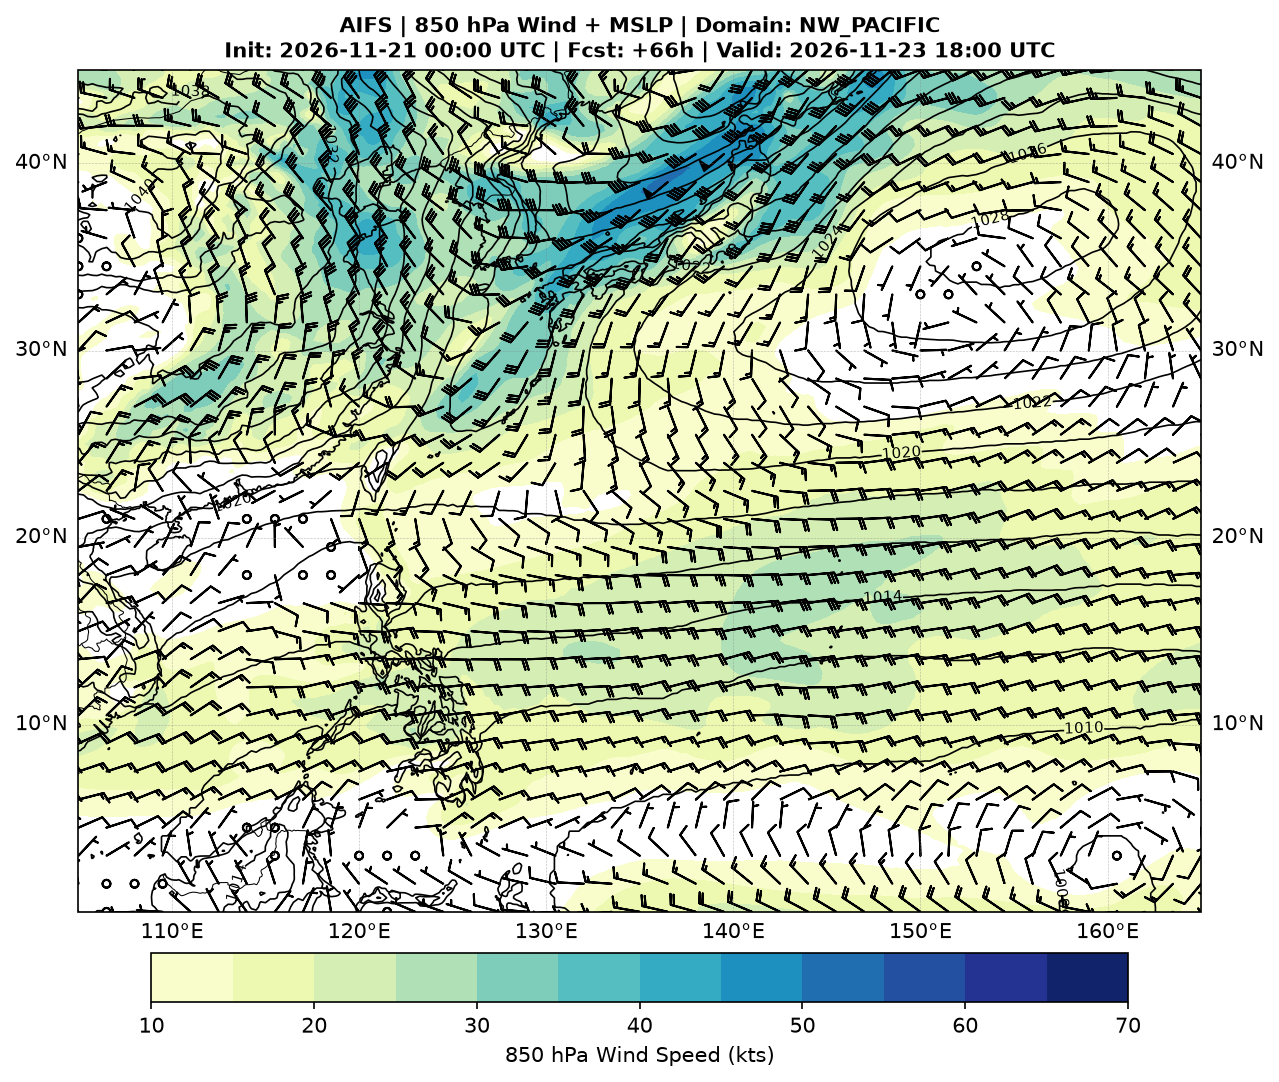 AIFS | 850 hPa Wind + MSLP | Domain: NW_PACIFIC
Init: 2026-11-21 00:00 UTC | Fcst: +66h | Valid: 2026-11-23 18:00 UTC
40°N
40°N
1026
1028
1024
30°N
30°N
1022
1020
1020
20°N
20°N
1014
10°N
10°N
1010
110°E
120°E
130°E
140°E
150°E
160°E
10
20
30
40
50
60
70
850 hPa Wind Speed (kts)